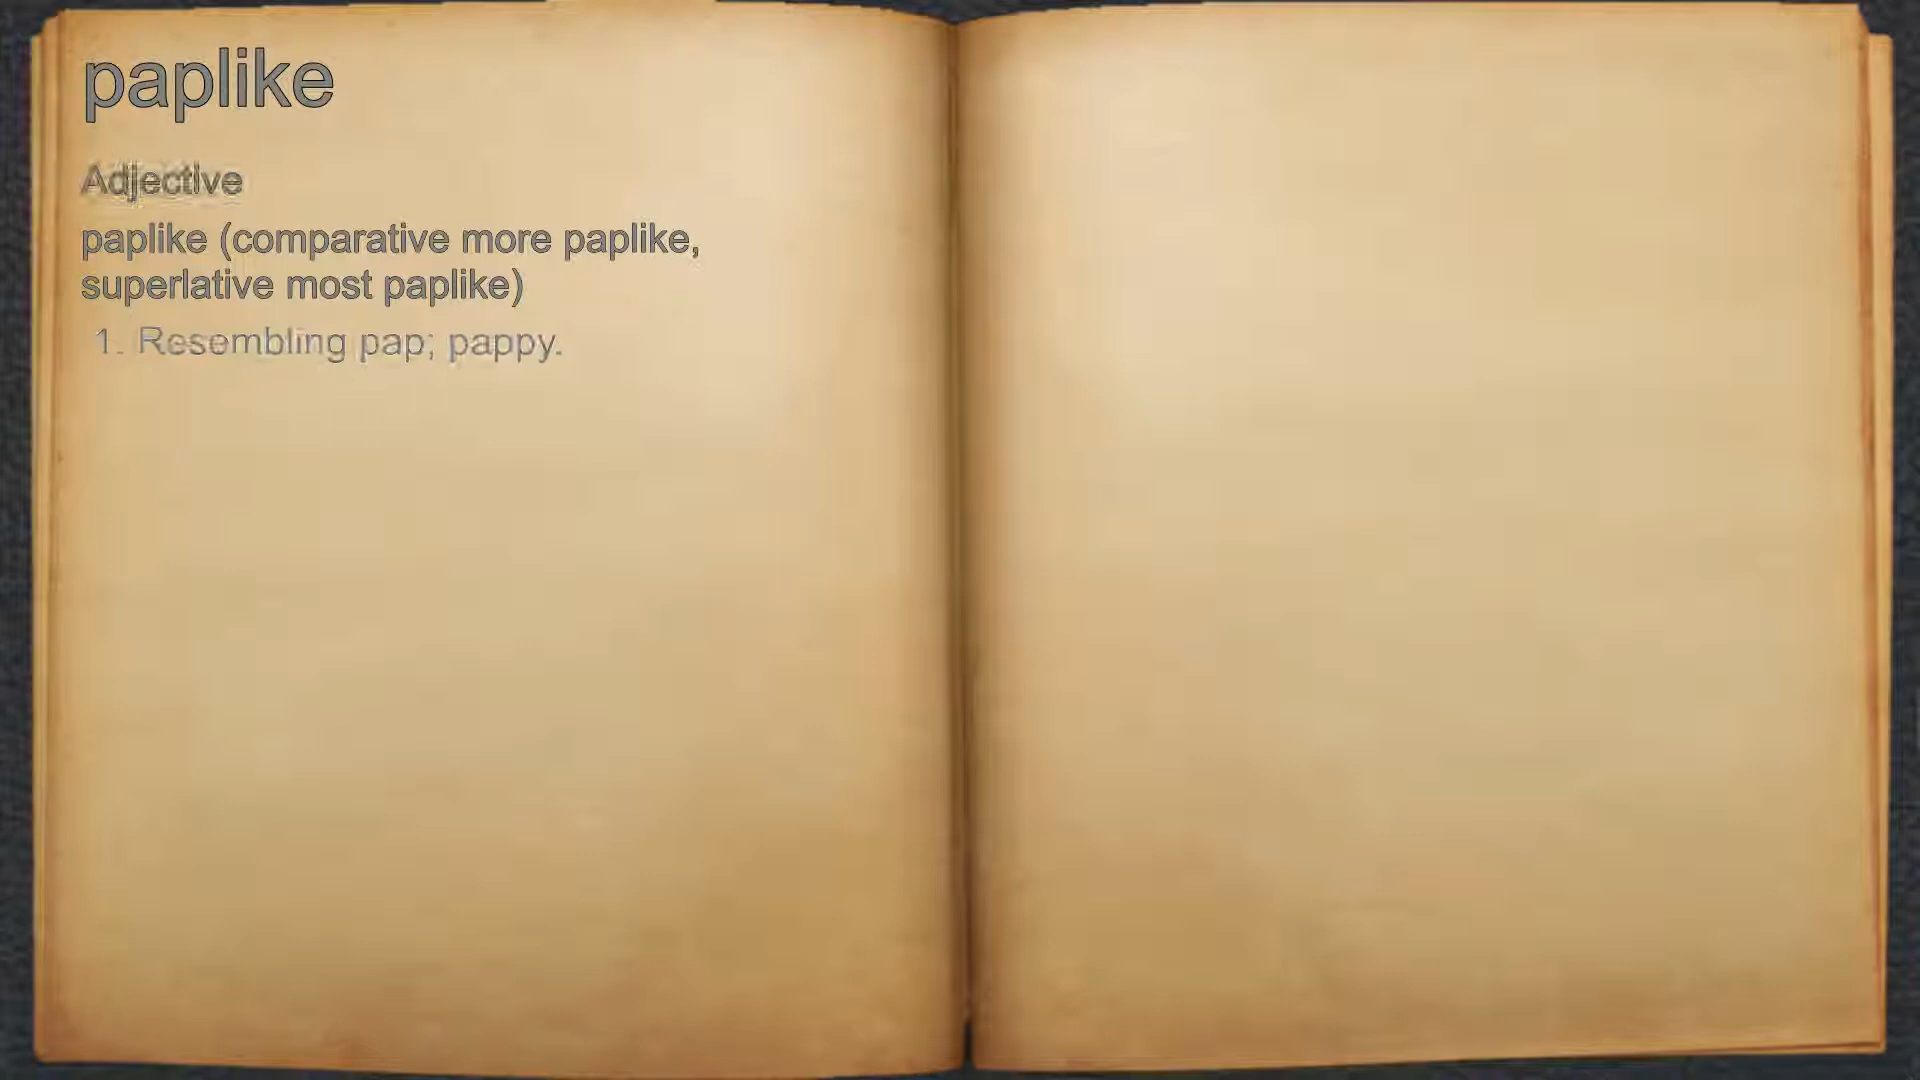 paplike
Adjective
paplike (comparative more paplike,
superlative most paplike)
1. Resembling pap; pappy.